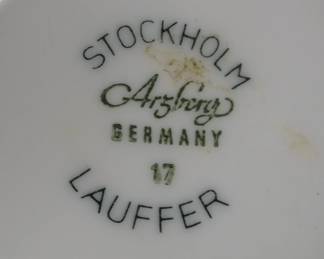 STOCKHOLM
Arzberg
GERMANY
17
LAUFFER